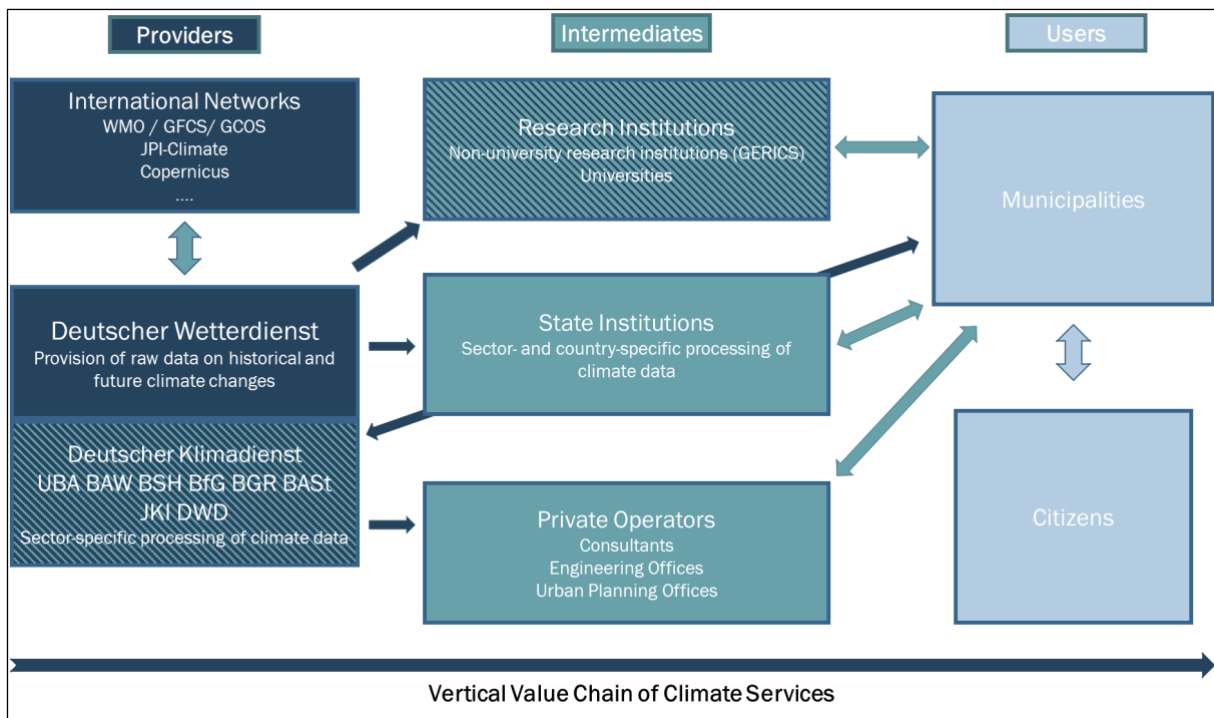 Providers
Intermediates
Users
International Networks
WMO / GFCS/ GCOS
JPI-Climate
Copernicus
....
Research Institutions
Non-university research institutions (GERICS)
Universities
Municipalities
Deutscher Wetterdienst
Provision of raw data on historical and
future climate changes
State Institutions
Sector- and country-specific processing of
climate data
Deutscher Klimadienst
UBA BAW BSH BfG BGR BASt
JKI DWD
Sector-specific processing of climate data
Private Operators
Consultants
Engineering Offices
Urban Planning Offices
Citizens
Vertical Value Chain of Climate Services